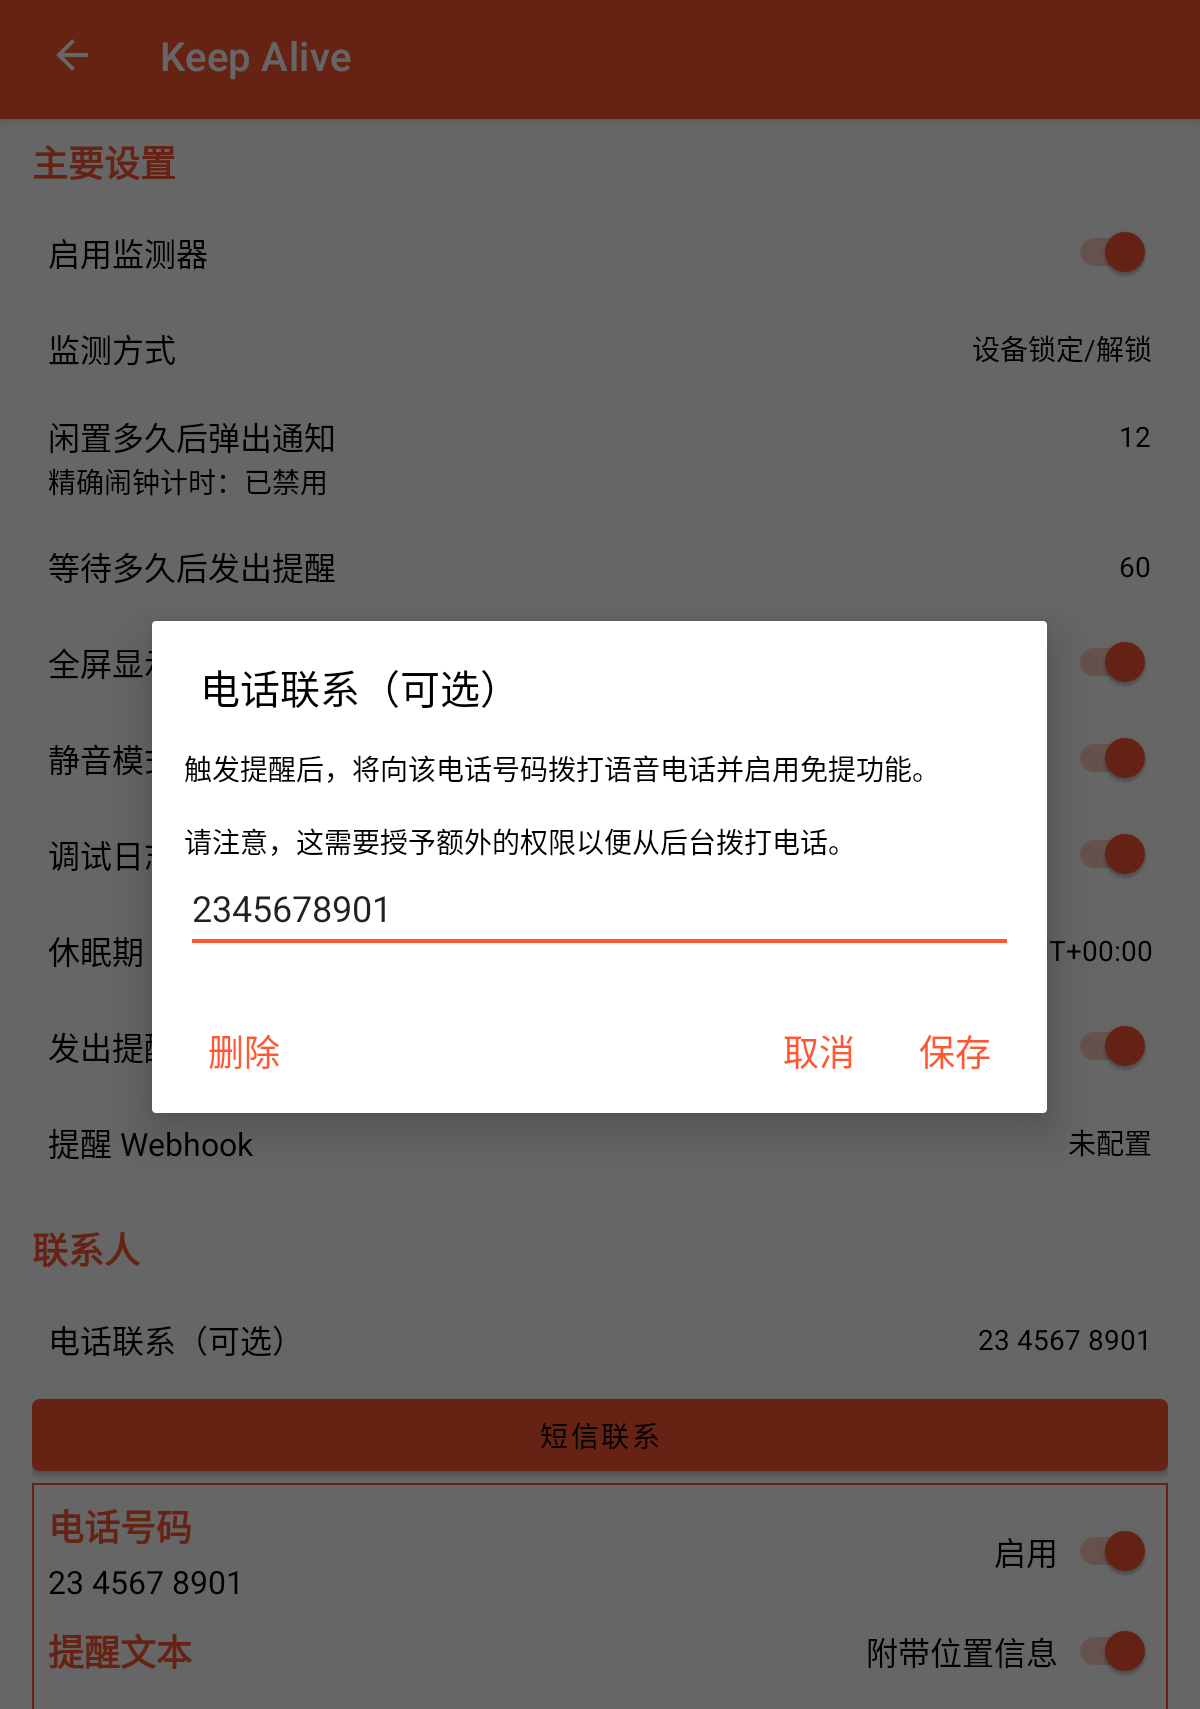 Keep Alive
主要设置
启用监测器
监测方式
设备锁定/解锁
闲置多久后弹出通知
12
精确闹钟计时：已禁用
等待多久后发出提醒
60
全屏显
静音模
调试日
休眠期
T+00:00
发出提
电话联系（可选）
触发提醒后，将向该电话号码拨打语音电话并启用免提功能。
请注意，这需要授予额外的权限以便从后台拨打电话。
2345678901
删除
取消
保存
提醒 Webhook
未配置
联系人
电话联系（可选）
23 4567 8901
短信联系
电话号码
启用
23 4567 8901
提醒文本
附带位置信息